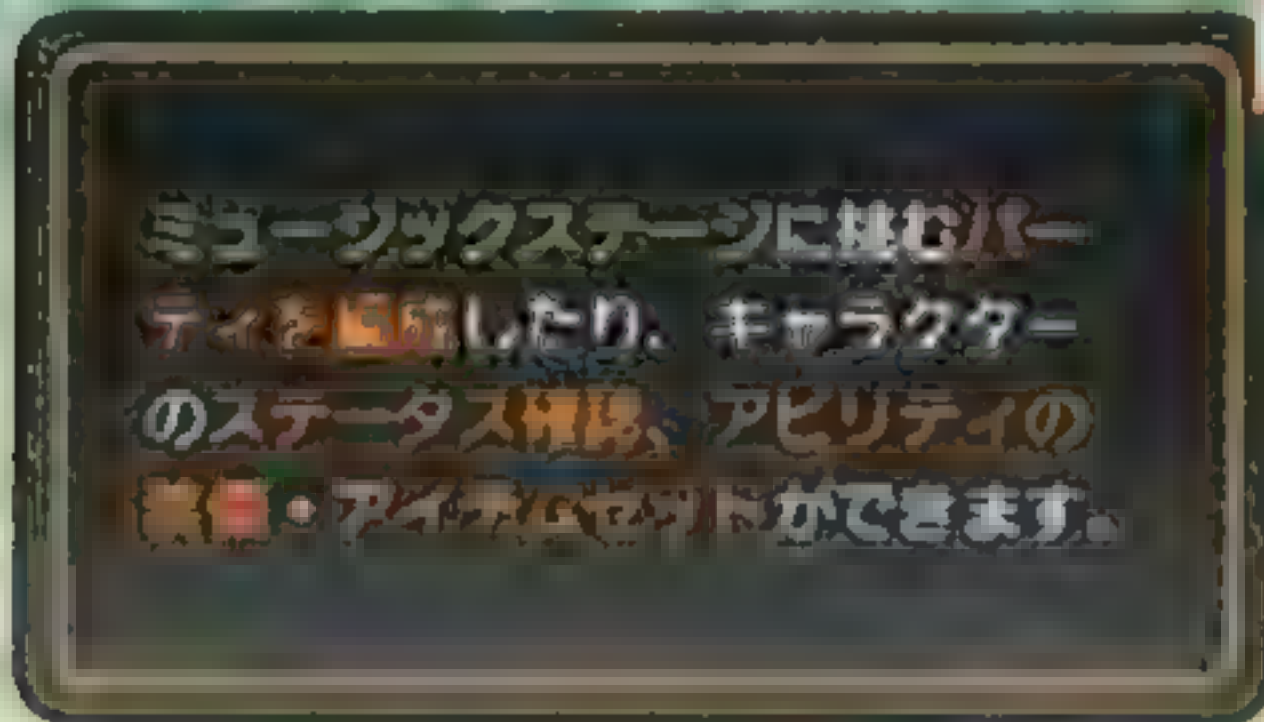 ミュージックステージに挑むパー
ティを したり、キャラクター
のステータス 、アビリティの
・アイテムセットができます。